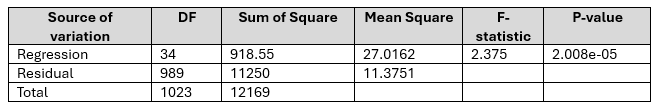 Source of variation DF Sum of Square Mean Square F-statistic P-value
Regression 34 918.55 27.0162 2.375 2.008e-05
Residual 989 11250 11.3751
Total 1023 12169